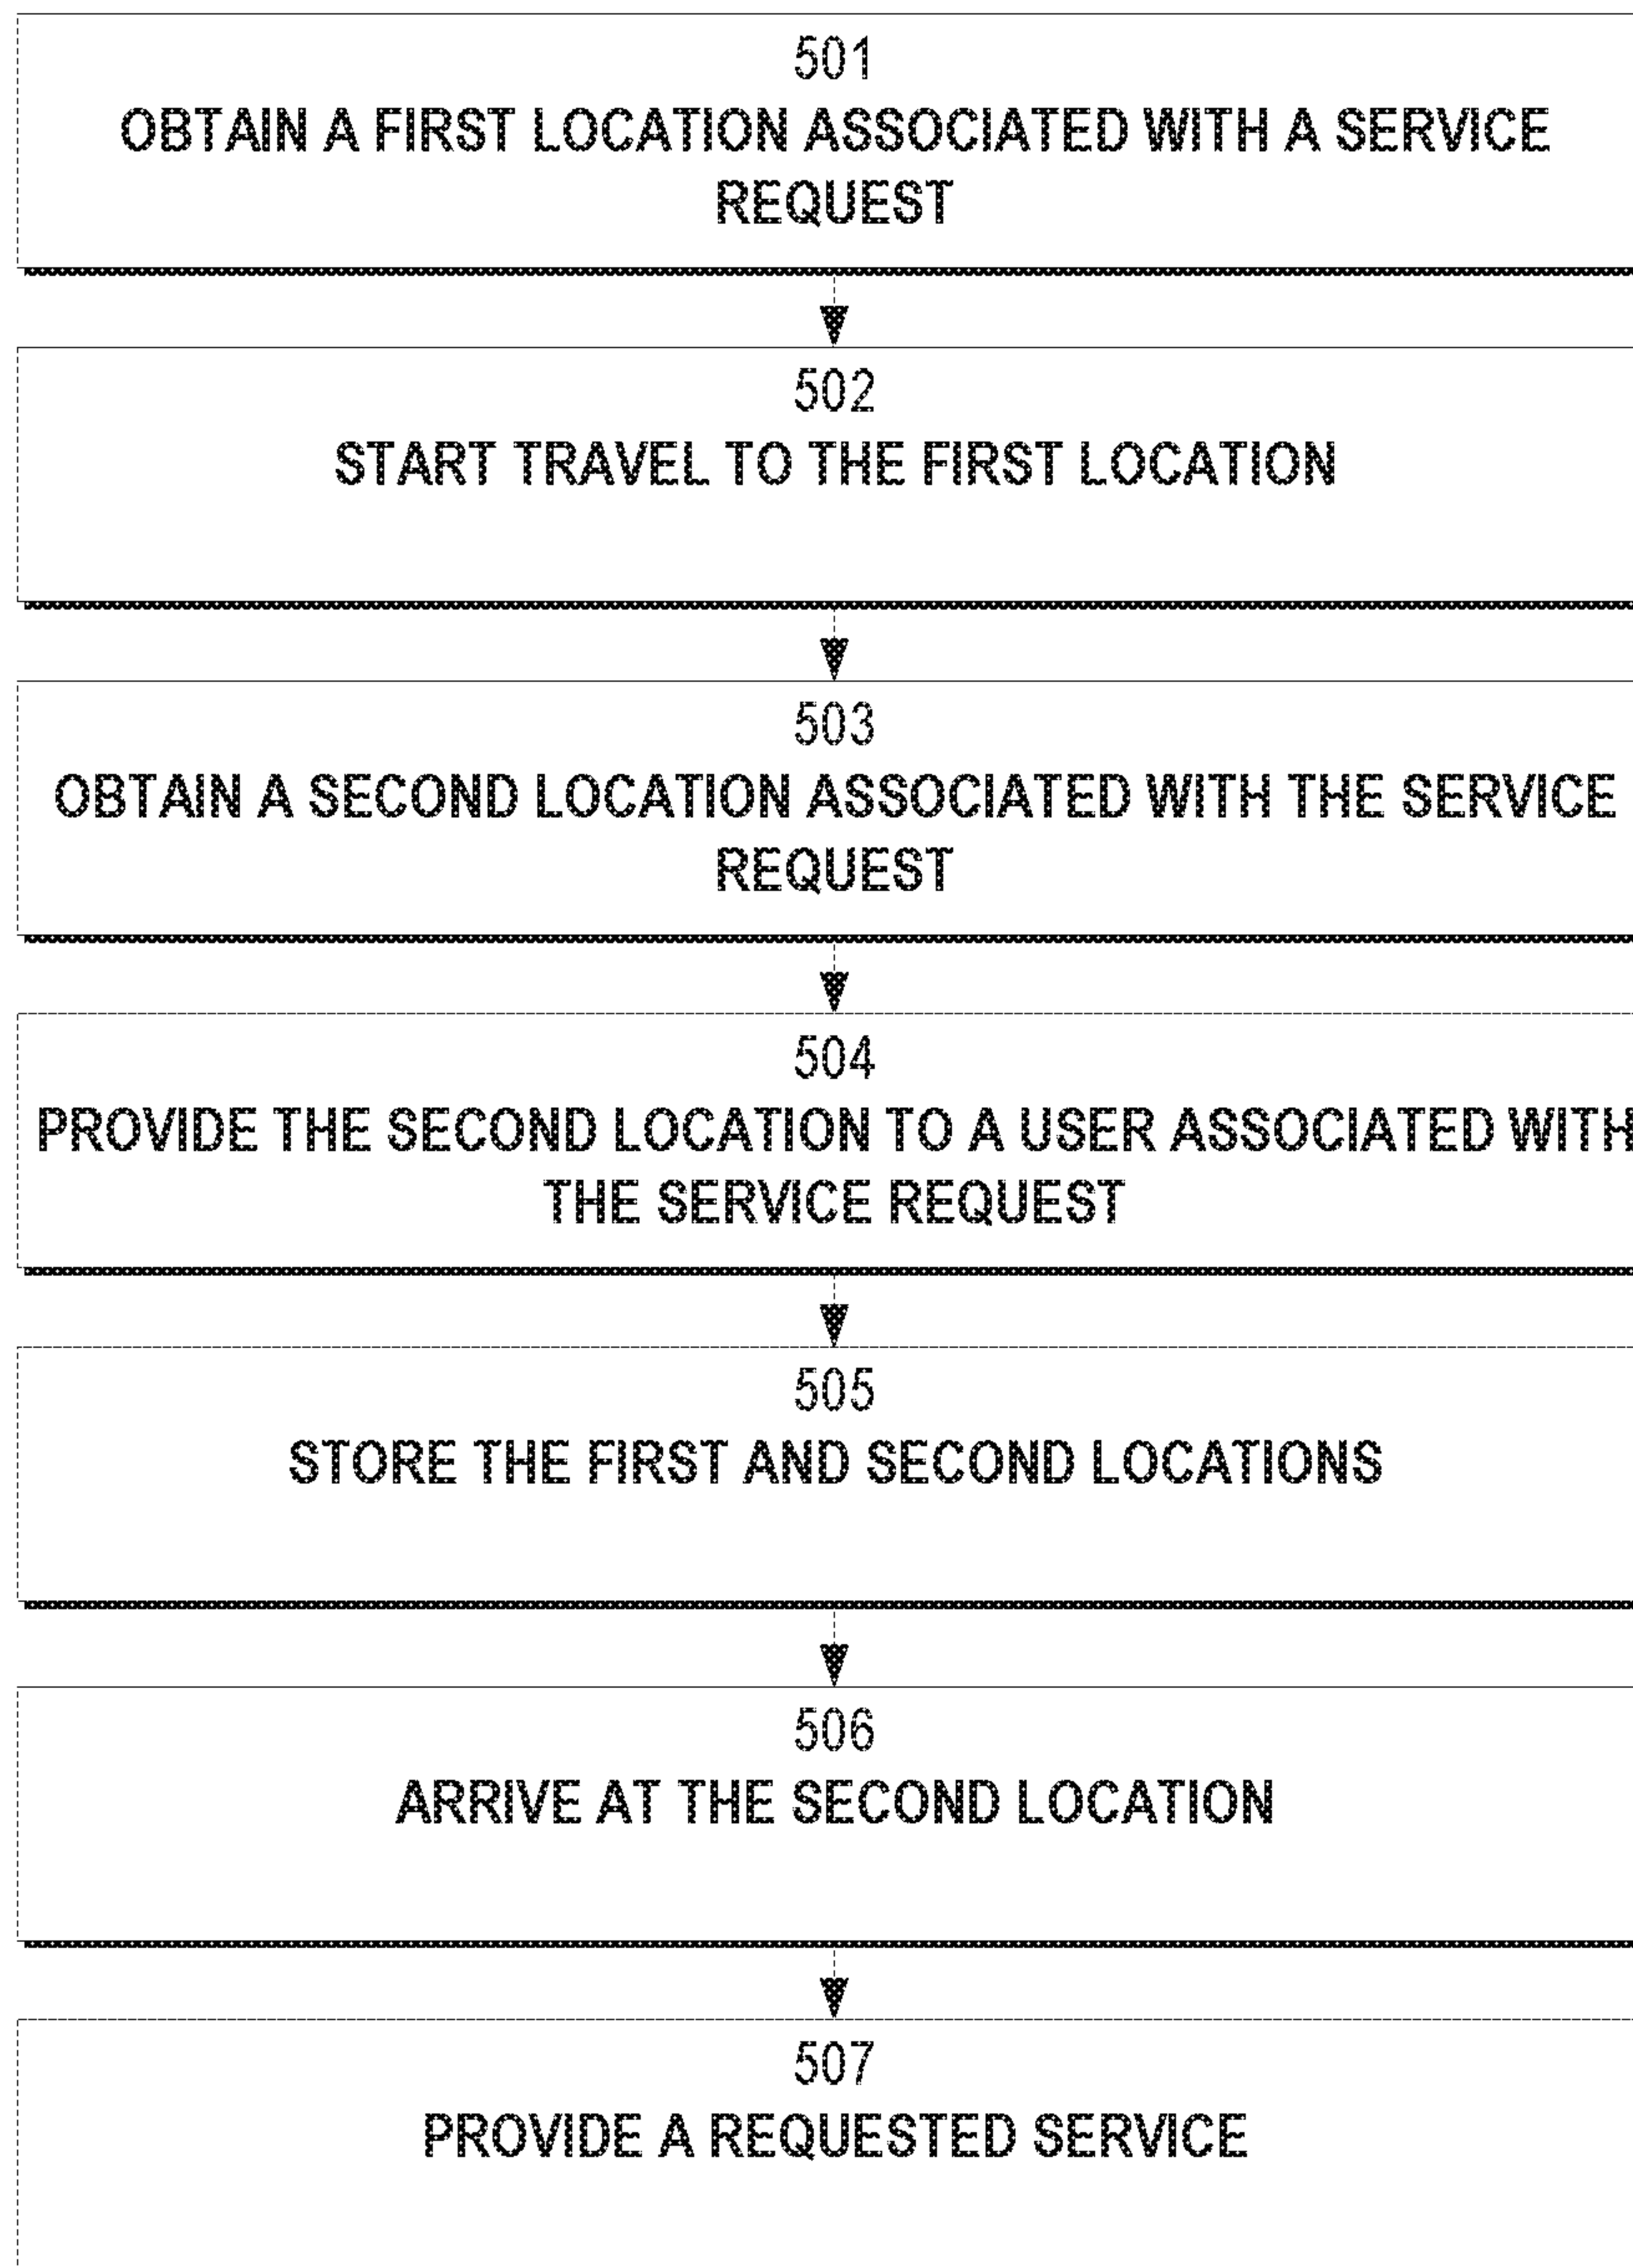 501
OBTAIN A FIRST LOCATION ASSOCIATED WITH A SERVICE
REQUEST
502
START TRAVEL TO THE FIRST LOCATION
503
OBTAIN A SECOND LOCATION ASSOCIATED WITH THE SERVICE
REQUEST
504
PROVIDE THE SECOND LOCATION TO A USER ASSOCIATED WITH
THE SERVICE REQUEST
505
STORE THE FIRST AND SECOND LOCATIONS
506
ARRIVE AT THE SECOND LOCATION
507
PROVIDE A REQUESTED SERVICE